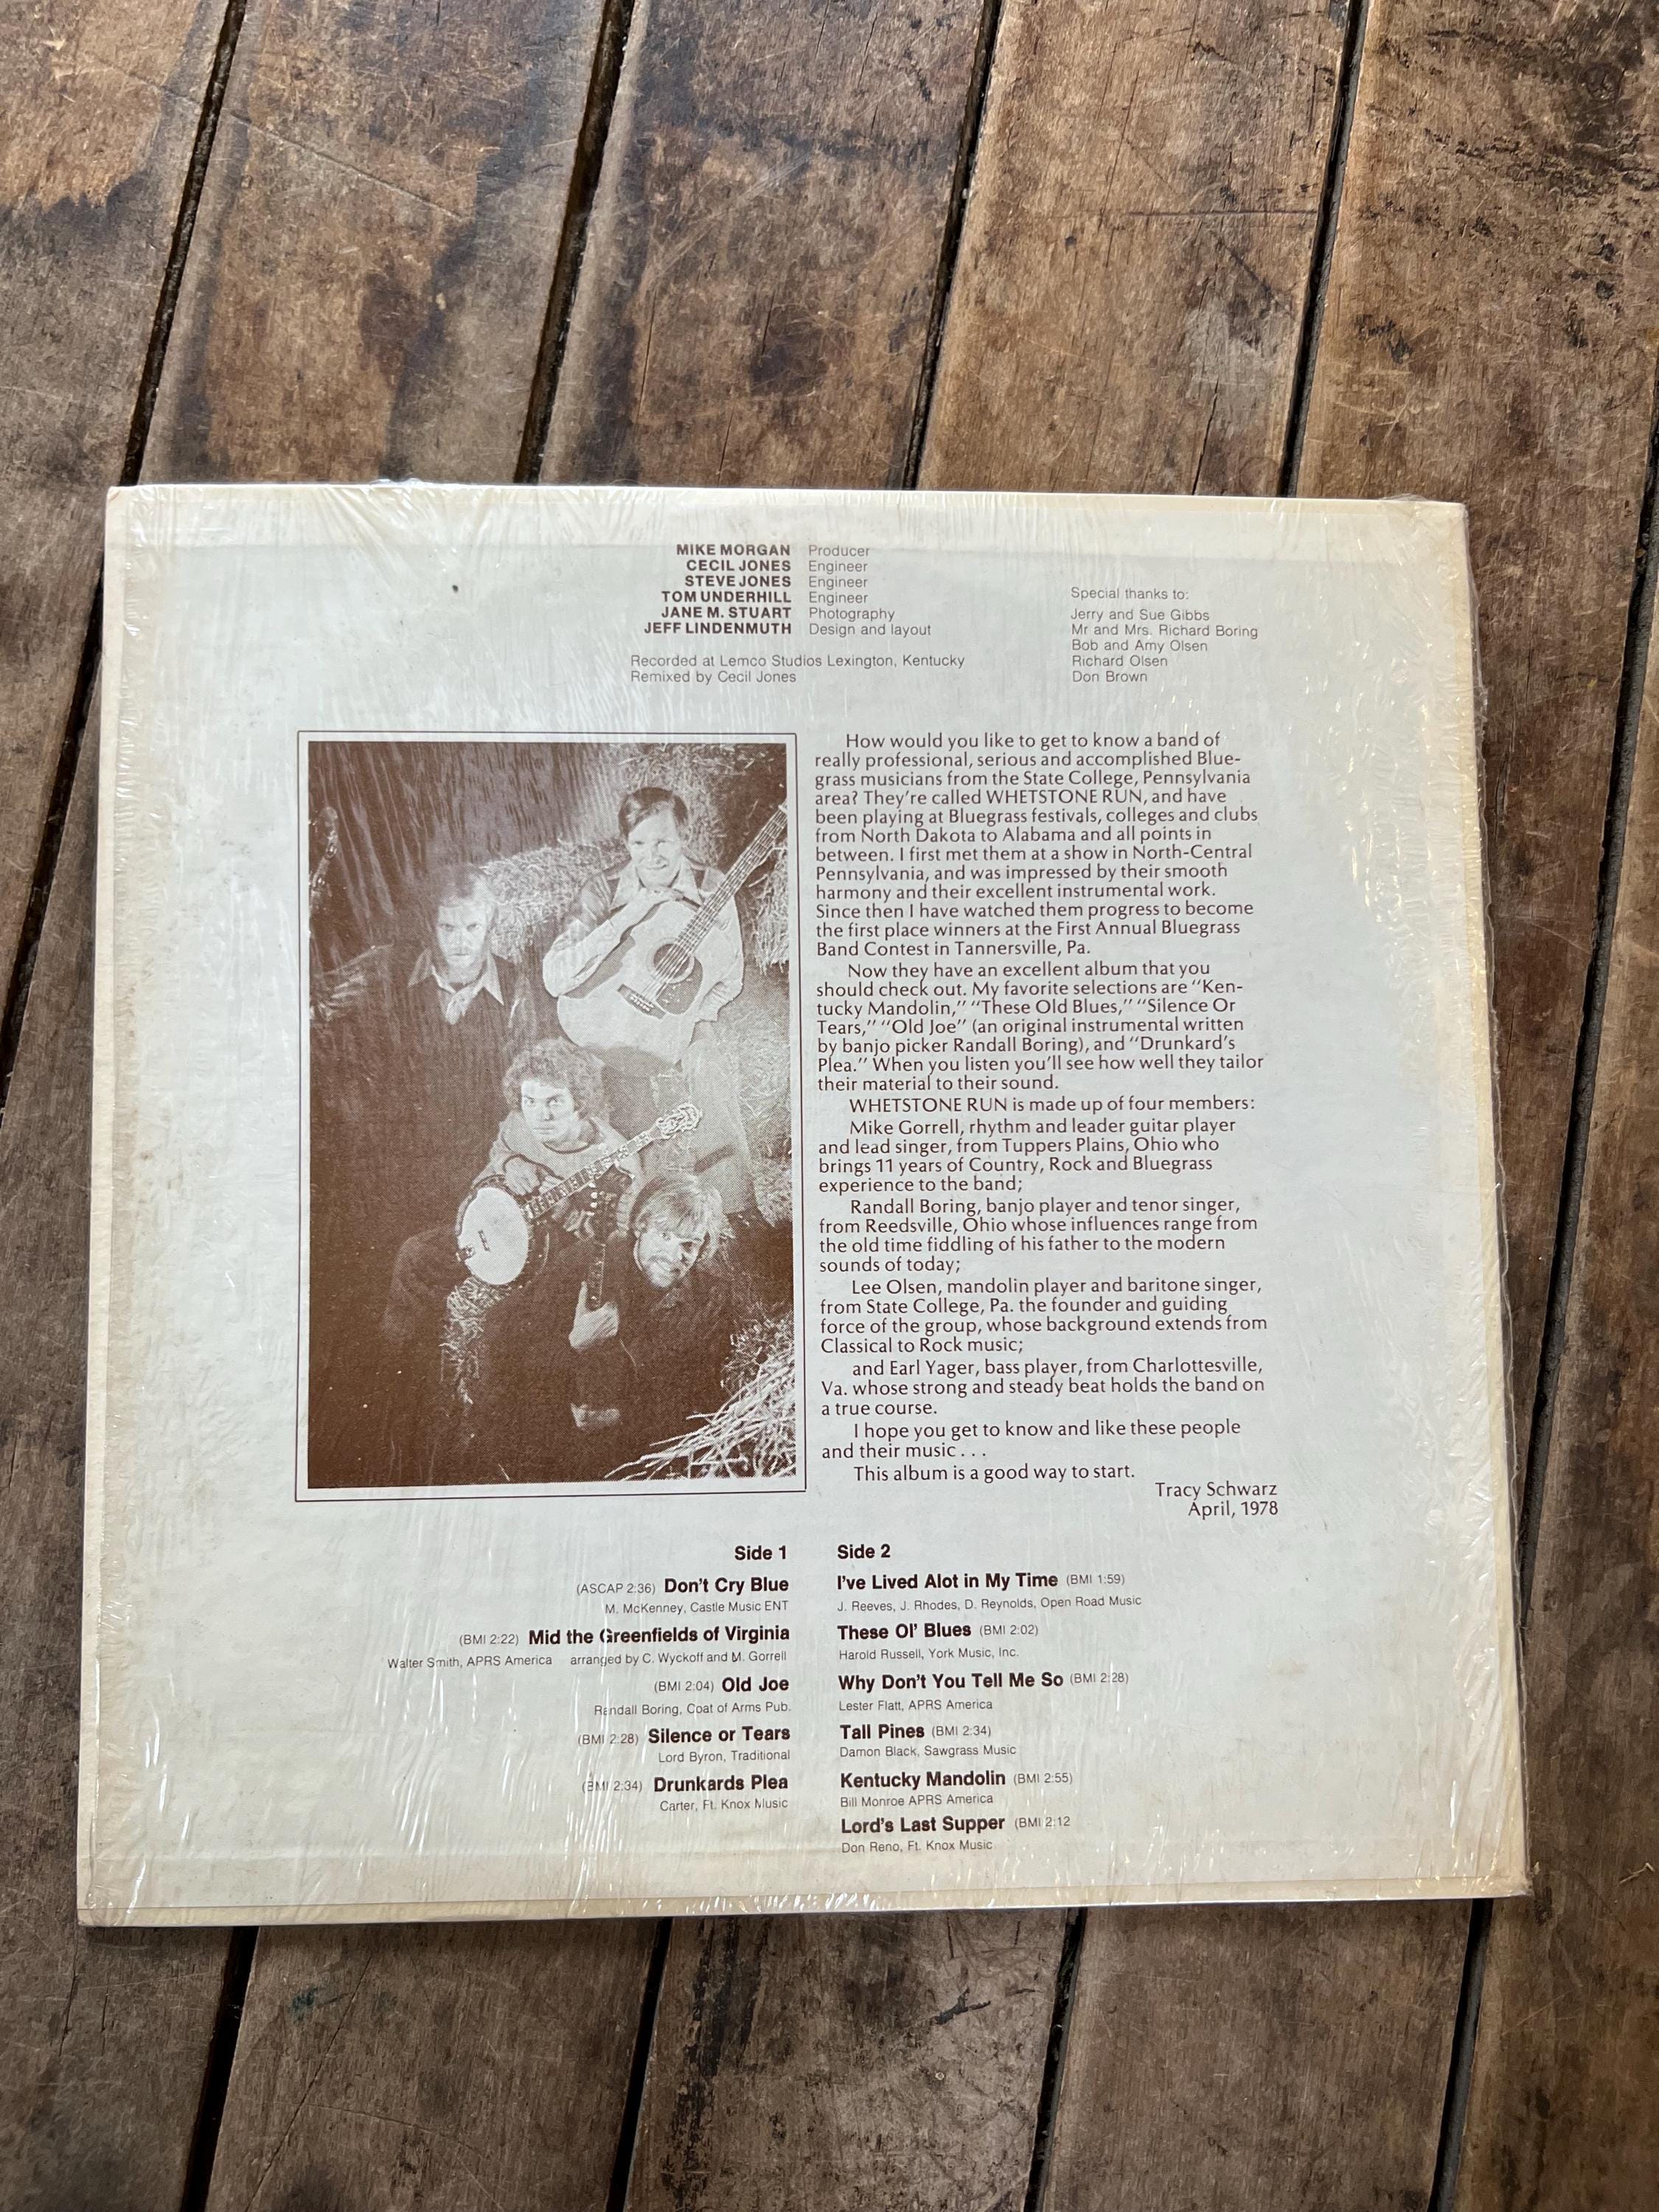 MIKE MORGAN Producer
CECIL JONES Engineer
STEVE JONES Engineer
TOM UNDERHILL Engineer
JANE M. STUART Photography
JEFF LINDENMUTH Design and layout
Recorded at Lemco Studios Lexington, Kentucky
Remixed by Cecil Jones
Special thanks to:
Jerry and Sue Gibbs
Mr and Mrs. Richard Boring
Bob and Amy Olsen
Richard Olsen
Don Brown
How would you like to get to know a band of
really professional, serious and accomplished Blue-
grass musicians from the State College, Pennsylvania
area? They're called WHETSTONE RUN, and have
been playing at Bluegrass festivals, colleges and clubs
from North Dakota to Alabama and all points in
between. I first met them at a show in North-Central
Pennsylvania, and was impressed by their smooth
harmony and their excellent instrumental work.
Since then I have watched them progress to become
the first place winners at the First Annual Bluegrass
Band Contest in Tannersville, Pa.
Now they have an excellent album that you
should check out. My favorite selections are "Ken-
tucky Mandolin," "These Old Blues," "Silence Or
Tears," "Old Joe" (an original instrumental written
by banjo picker Randall Boring), and "Drunkard's
Plea." When you listen you'll see how well they tailor
their material to their sound.
WHETSTONE RUN is made up of four members:
Mike Gorrell, rhythm and leader guitar player
and lead singer, from Tuppers Plains, Ohio who
brings 11 years of Country, Rock and Bluegrass
experience to the band;
Randall Boring, banjo player and tenor singer,
from Reedsville, Ohio whose influences range from
the old time fiddling of his father to the modern
sounds of today;
Lee Olsen, mandolin player and baritone singer,
from State College, Pa. the founder and guiding
force of the group, whose background extends from
Classical to Rock music;
and Earl Yager, bass player, from Charlottesville,
Va. whose strong and steady beat holds the band on
a true course.
I hope you get to know and like these people
and their music . . .
This album is a good way to start.
Tracy Schwarz
April, 1978
Side 1
(ASCAP 2:36) Don't Cry Blue
M. McKenney, Castle Music ENT
(BMI 2:22) Mid the Greenfields of Virginia
Walter Smith, APRS America arranged by C. Wyckoff and M. Gorrell
(BMI 2:04) Old Joe
Randall Boring, Coat of Arms Pub.
(BMI 2:28) Silence or Tears
Lord Byron, Traditional
(BMI 2:34) Drunkards Plea
Carter, Ft. Knox Music
Side 2
I've Lived Alot in My Time (BMI 1:59)
J. Reeves, J. Rhodes, D. Reynolds, Open Road Music
These Ol' Blues (BMI 2:02)
Harold Russell, York Music, Inc.
Why Don't You Tell Me So (BMI 2:28)
Lester Flatt, APRS America
Tall Pines (BMI 2:34)
Damon Black, Sawgrass Music
Kentucky Mandolin (BMI 2:55)
Bill Monroe APRS America
Lord's Last Supper (BMI 2:12
Don Reno, Ft. Knox Music